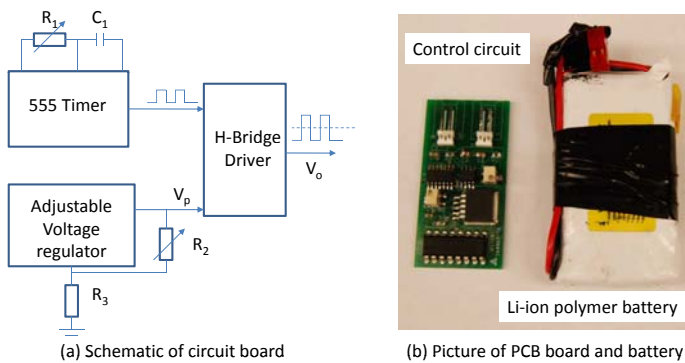 R1
C1
555 Timer
H-Bridge
Driver
Vo
Adjustable
Voltage
regulator
Vp
R2
R3
(a) Schematic of circuit board
Control circuit
Li-ion polymer battery
(b) Picture of PCB board and battery